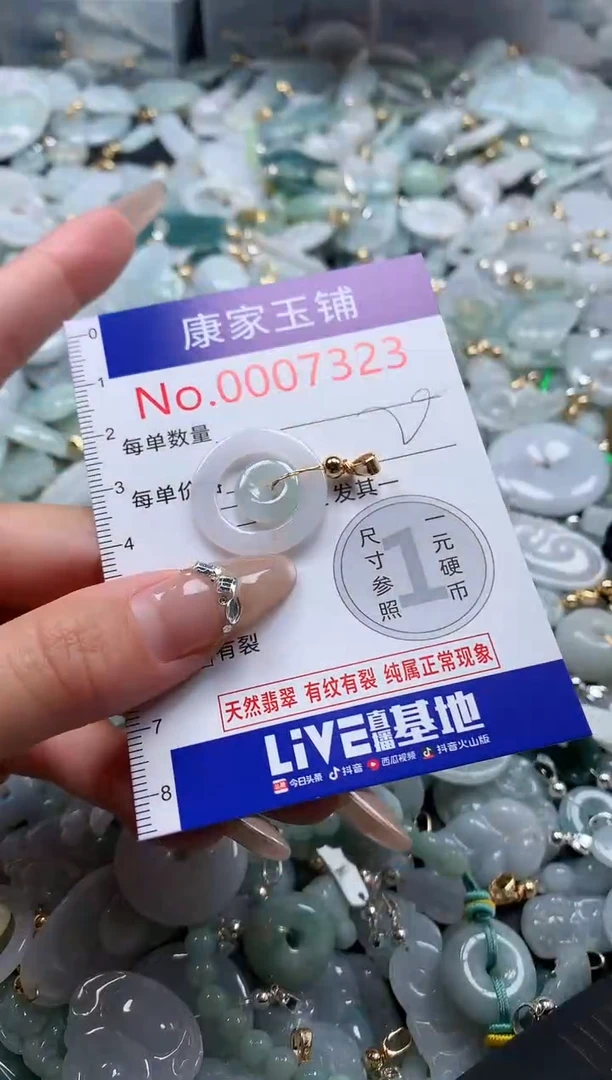 康家玉铺
No.0007323
0
1
2
每单数量
3
每单价
发其一
4
尺寸参照
1
一元硬币
有裂
天然翡翠 有纹有裂 纯属正常现象
7
LiVE直播基地
8
今日头条 抖音 西瓜视频 抖音火山版